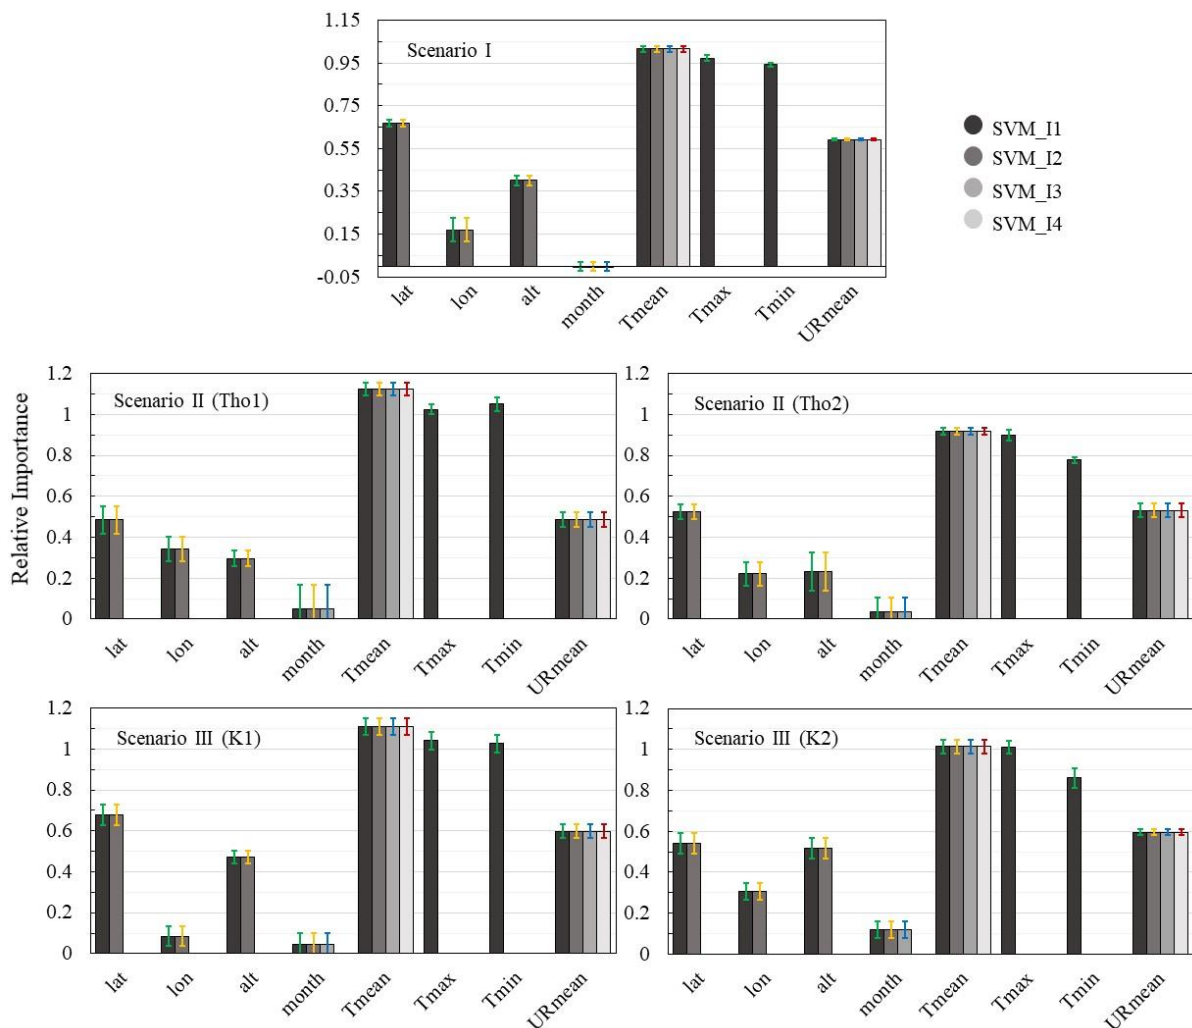 1.15
0.95
0.75
0.55
0.35
0.15
-0.05
Scenario I
lat
lon
alt
month
Tmean
Tmax
Tmin
URmean
SVM_I1
SVM_I2
SVM_I3
SVM_I4
Relative Importance
1.2
1
0.8
0.6
0.4
0.2
0
Scenario II (Tho1)
lat
lon
alt
month
Tmean
Tmax
Tmin
URmean
1.2
1
0.8
0.6
0.4
0.2
0
Scenario II (Tho2)
lat
lon
alt
month
Tmean
Tmax
Tmin
URmean
1.2
1
0.8
0.6
0.4
0.2
0
Scenario III (K1)
lat
lon
alt
month
Tmean
Tmax
Tmin
URmean
1.2
1
0.8
0.6
0.4
0.2
0
Scenario III (K2)
lat
lon
alt
month
Tmean
Tmax
Tmin
URmean